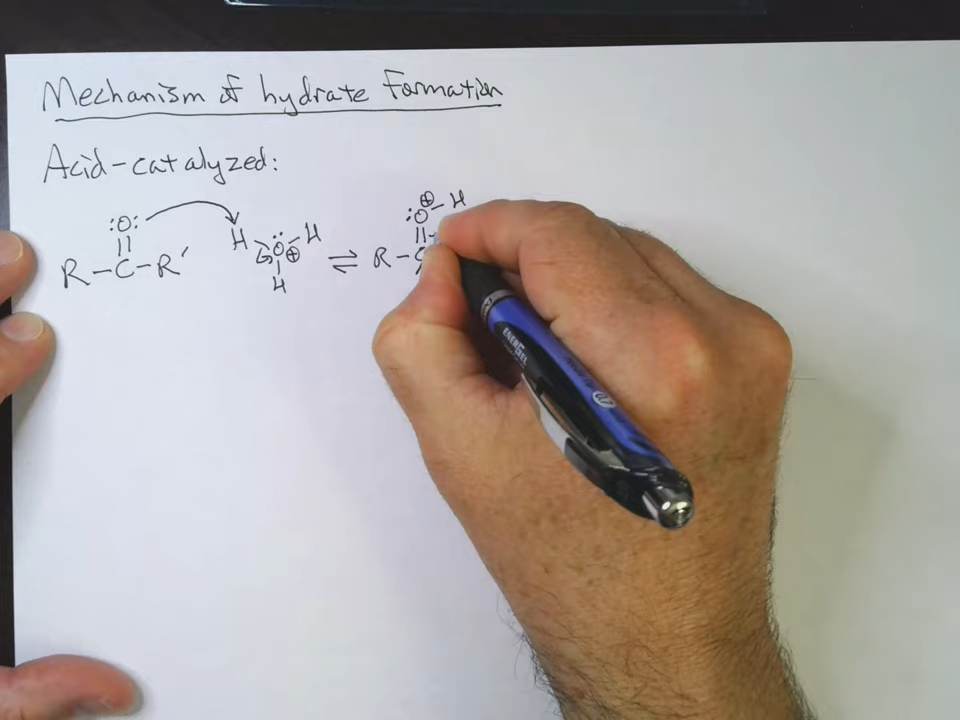 Mechanism of hydrate formation
Acid-catalyzed:
:O: ⊕ H
|| H Ö H :O
R-C-R′ ⊕ ⇌ R-C
H
ENERGEL